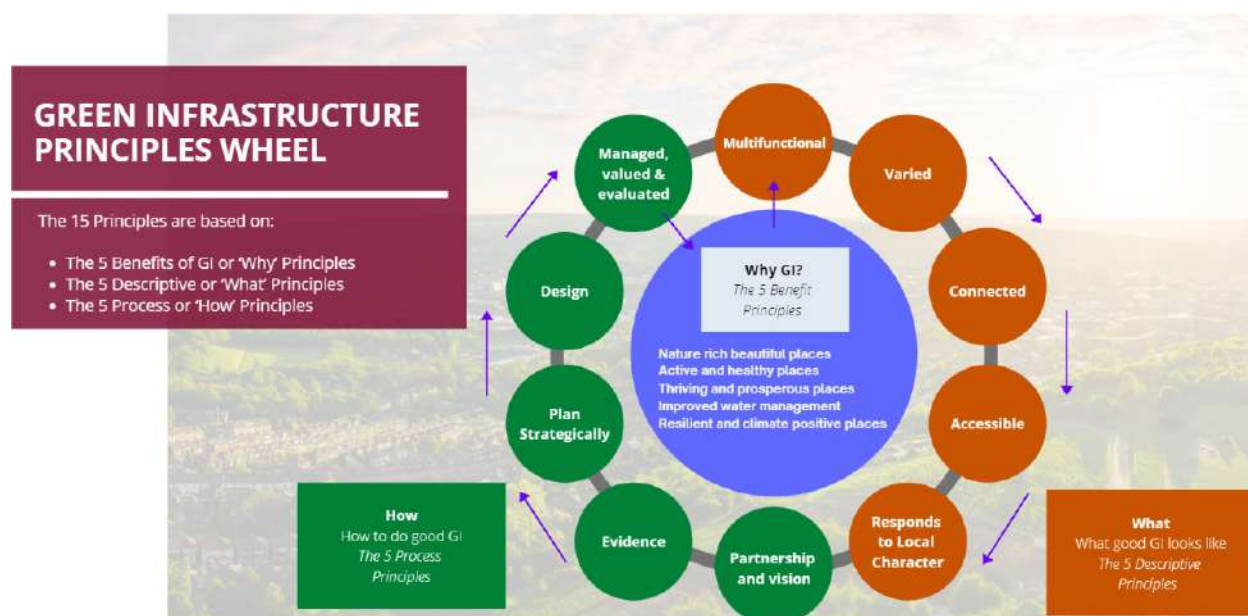 GREEN INFRASTRUCTURE
PRINCIPLES WHEEL
The 15 Principles are based on:
• The 5 Benefits of GI or 'Why' Principles
• The 5 Descriptive or 'What' Principles
• The 5 Process or 'How' Principles
Multifunctional
Varied
Connected
Accessible
Responds
to Local
Character
Partnership
and vision
Evidence
Plan
Strategically
Design
Managed,
valued &
evaluated
Why GI?
The 5 Benefit
Principles
Nature rich beautiful places
Active and healthy places
Thriving and prosperous places
Improved water management
Resilient and climate positive places
How
How to do good GI
The 5 Process
Principles
What
What good GI looks like
The 5 Descriptive
Principles